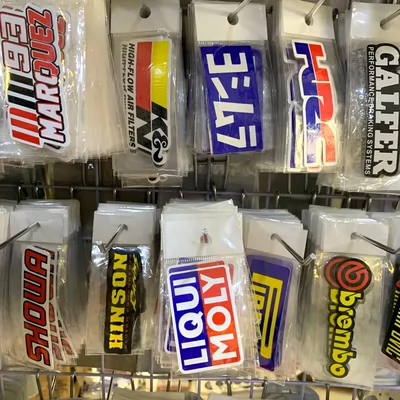 93
MARQUEZ
K&N
HIGH-FLOW AIR FILTERS
ヨシムラ
HRC
GALFER
PERFORMANCE BRAKING SYSTEMS
SHOWA
HINSON
LIQUI
MOLY
brembo